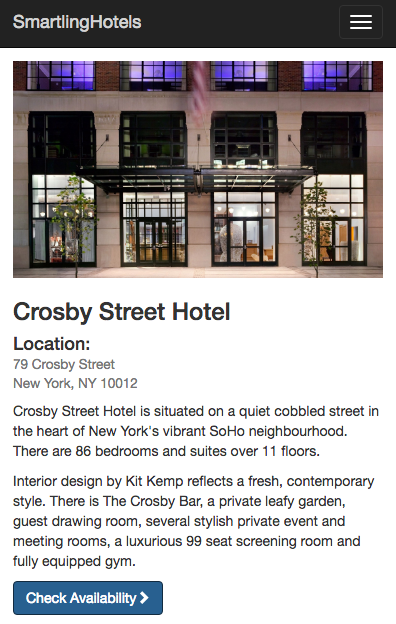 SmartlingHotels
Crosby Street Hotel
Location:
79 Crosby Street
New York, NY 10012
Crosby Street Hotel is situated on a quiet cobbled street in
the heart of New York's vibrant SoHo neighbourhood.
There are 86 bedrooms and suites over 11 floors.
Interior design by Kit Kemp reflects a fresh, contemporary
style. There is The Crosby Bar, a private leafy garden,
guest drawing room, several stylish private event and
meeting rooms, a luxurious 99 seat screening room and
fully equipped gym.
Check Availability